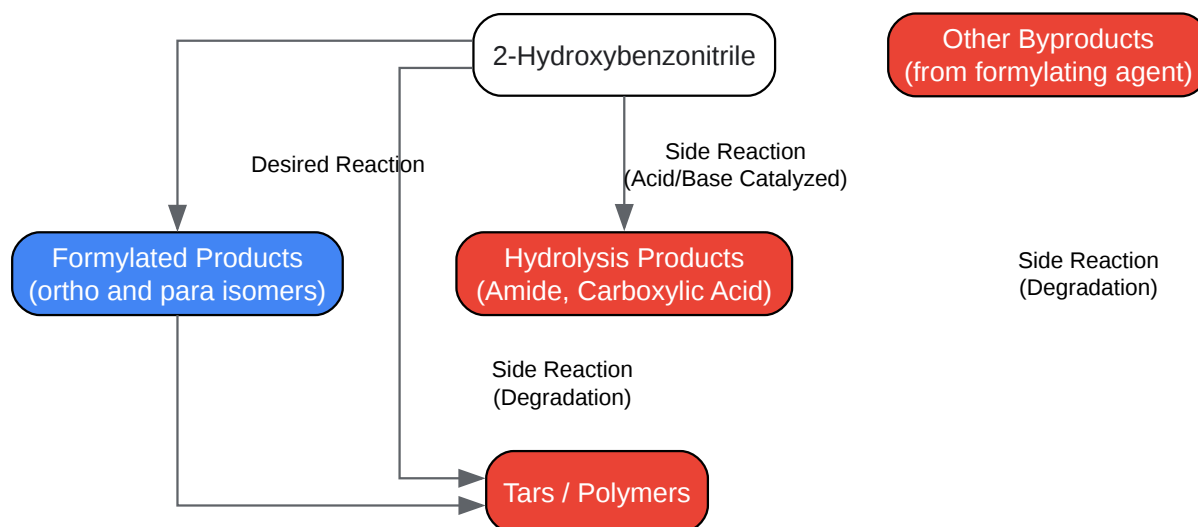 2-Hydroxybenzonitrile
Other Byproducts
(from formylating agent)
Desired Reaction
Side Reaction
(Acid/Base Catalyzed)
Formylated Products
(ortho and para isomers)
Hydrolysis Products
(Amide, Carboxylic Acid)
Side Reaction
(Degradation)
Side Reaction
(Degradation)
Tars / Polymers